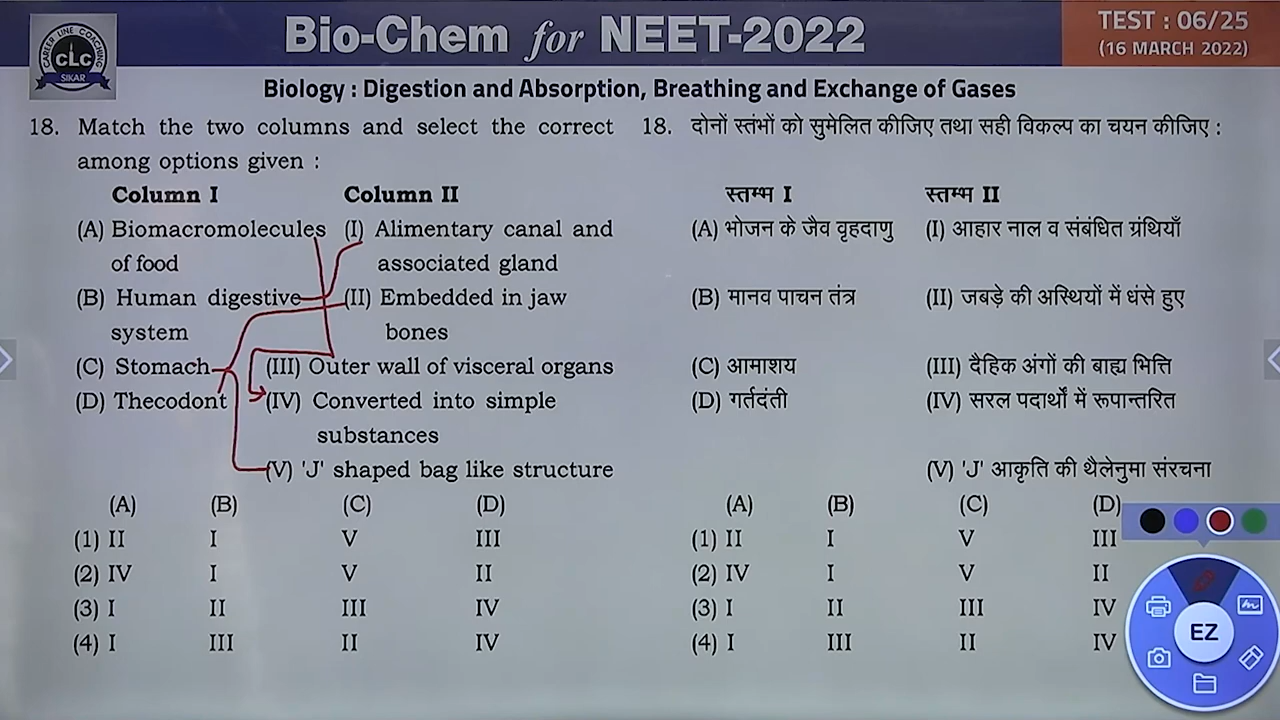 CAREER LINE COACHING
CLC
SIKAR
Bio-Chem for NEET-2022
TEST : 06/25
(16 MARCH 2022)
Biology : Digestion and Absorption, Breathing and Exchange of Gases
18. Match the two columns and select the correct
among options given :
Column I Column II
(A) Biomacromolecules (I) Alimentary canal and
of food associated gland
(B) Human digestive (II) Embedded in jaw
system bones
(C) Stomach (III) Outer wall of visceral organs
(D) Thecodont (IV) Converted into simple
substances
(V) 'J' shaped bag like structure
(A) (B) (C) (D)
(1) II I V III
(2) IV I V II
(3) I II III IV
(4) I III II IV
18. दोनों स्तंभों को सुमेलित कीजिए तथा सही विकल्प का चयन कीजिए :
स्तम्भ I स्तम्भ II
(A) भोजन के जैव वृहदाणु (I) आहार नाल व संबंधित ग्रंथियाँ
(B) मानव पाचन तंत्र (II) जबड़े की अस्थियों में धंसे हुए
(C) आमाशय (III) दैहिक अंगों की बाह्य भित्ति
(D) गर्तदंती (IV) सरल पदार्थों में रूपान्तरित
(V) 'J' आकृति की थैलेनुमा संरचना
(A) (B) (C) (D)
(1) II I V III
(2) IV I V II
(3) I II III IV
(4) I III II IV
EZ